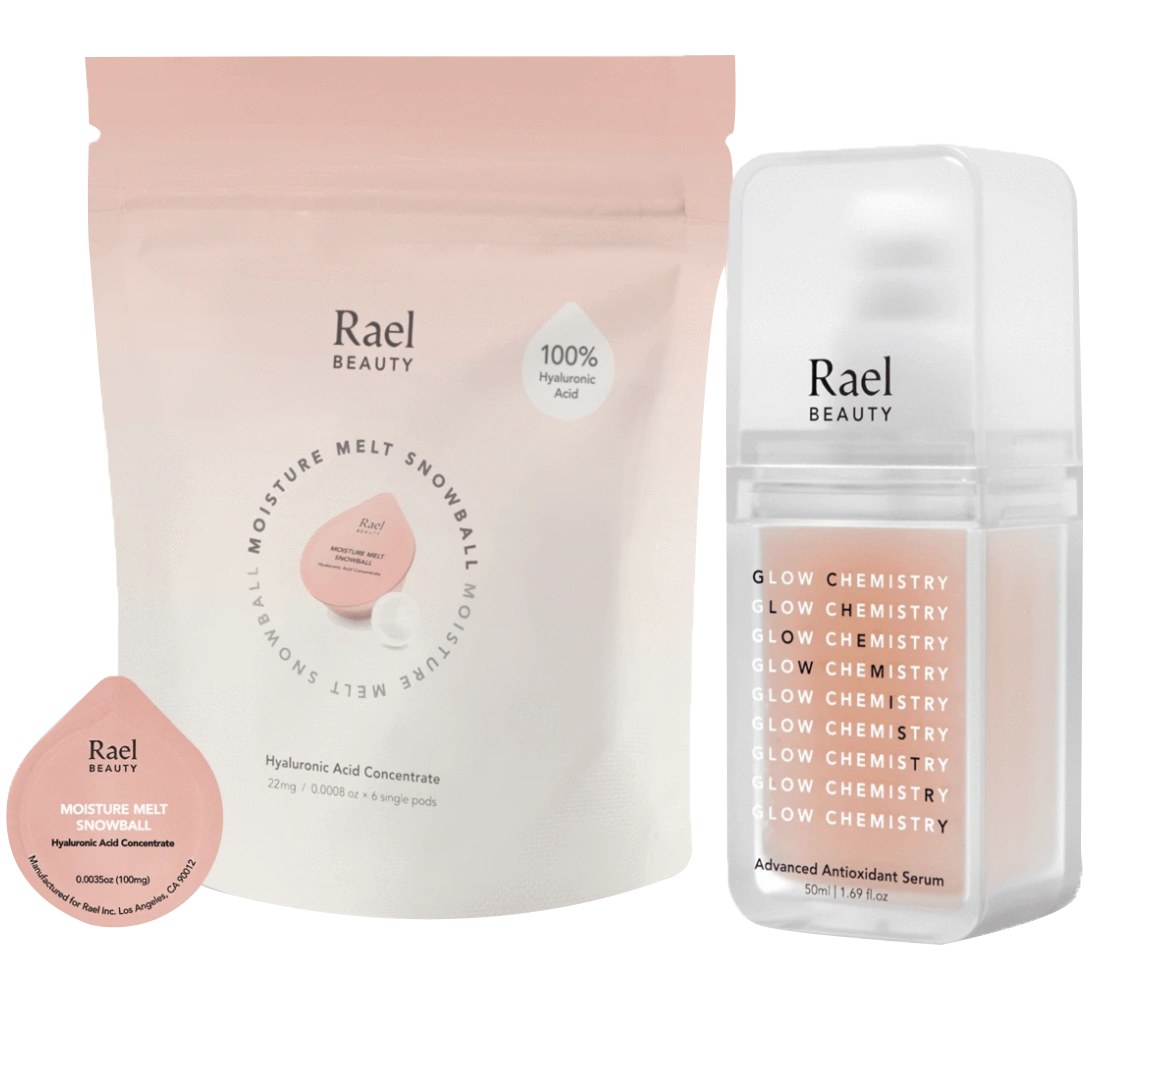 Rael
BEAUTY
100%
Hyaluronic
Acid
MOISTURE MELT SNOWBALL MOISTURE MELT SNOWBALL
Rael
BEAUTY
MOISTURE MELT
SNOWBALL
Hyaluronic Acid Concentrate
Hyaluronic Acid Concentrate
22mg / 0.0008 oz × 6 single pods
Rael
BEAUTY
MOISTURE MELT
SNOWBALL
Hyaluronic Acid Concentrate
0.0035oz (100mg)
Manufactured for Rael Inc. Los Angeles, CA 90012
Rael
BEAUTY
GLOW CHEMISTRY
GLOW CHEMISTRY
GLOW CHEMISTRY
GLOW CHEMISTRY
GLOW CHEMISTRY
GLOW CHEMISTRY
GLOW CHEMISTRY
GLOW CHEMISTRY
GLOW CHEMISTRY
Advanced Antioxidant Serum
50ml | 1.69 fl.oz